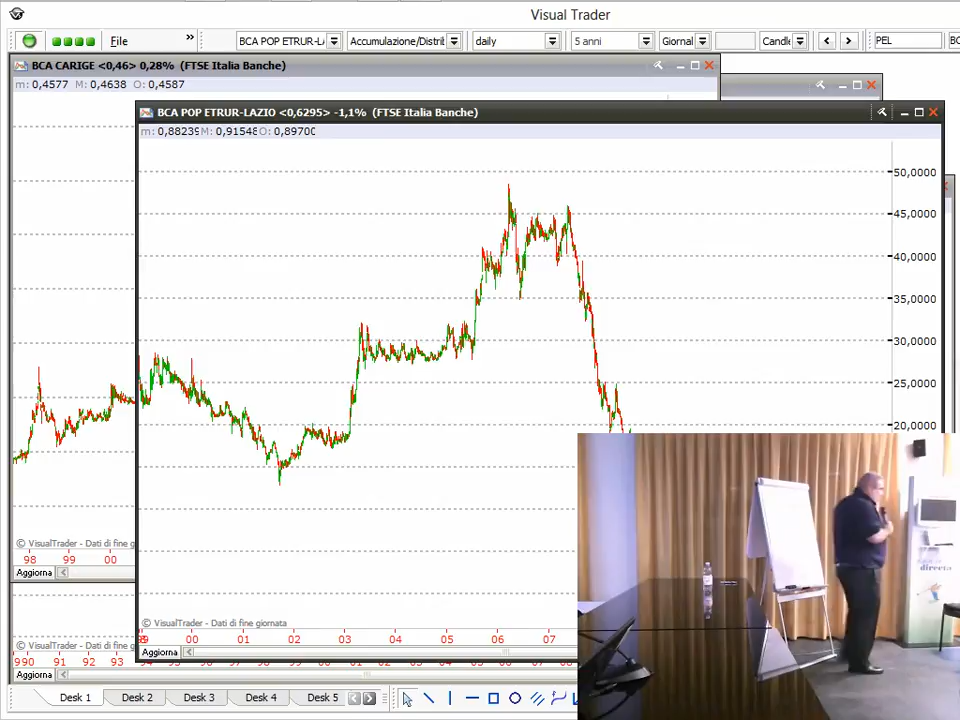 Visual Trader
File
»
BCA POP ETRUR-L
Accumulazione/Distrib
daily
5 anni
Giornal
Candl
PEL
BCA CARIGE <0,46> 0,28% (FTSE Italia Banche)
m: 0,4577 M: 0,4638 O: 0,4587
BCA POP ETRUR-LAZIO <0,6295> -1,1% (FTSE Italia Banche)
m: 0,88239 M: 0,91548 O: 0,89700
50,0000
45,0000
40,0000
35,0000
30,0000
25,0000
20,0000
© VisualTrader - Dati di fine g
98 99 00
Aggiorna
© VisualTrader - Dati di fine giornata
00 01 02 03 04 05 06 07 08
Aggiorna
© VisualTrader - Dati di fine g
990 91 92 93
Aggiorna
Desk 1 Desk 2 Desk 3 Desk 4 Desk 5
directa